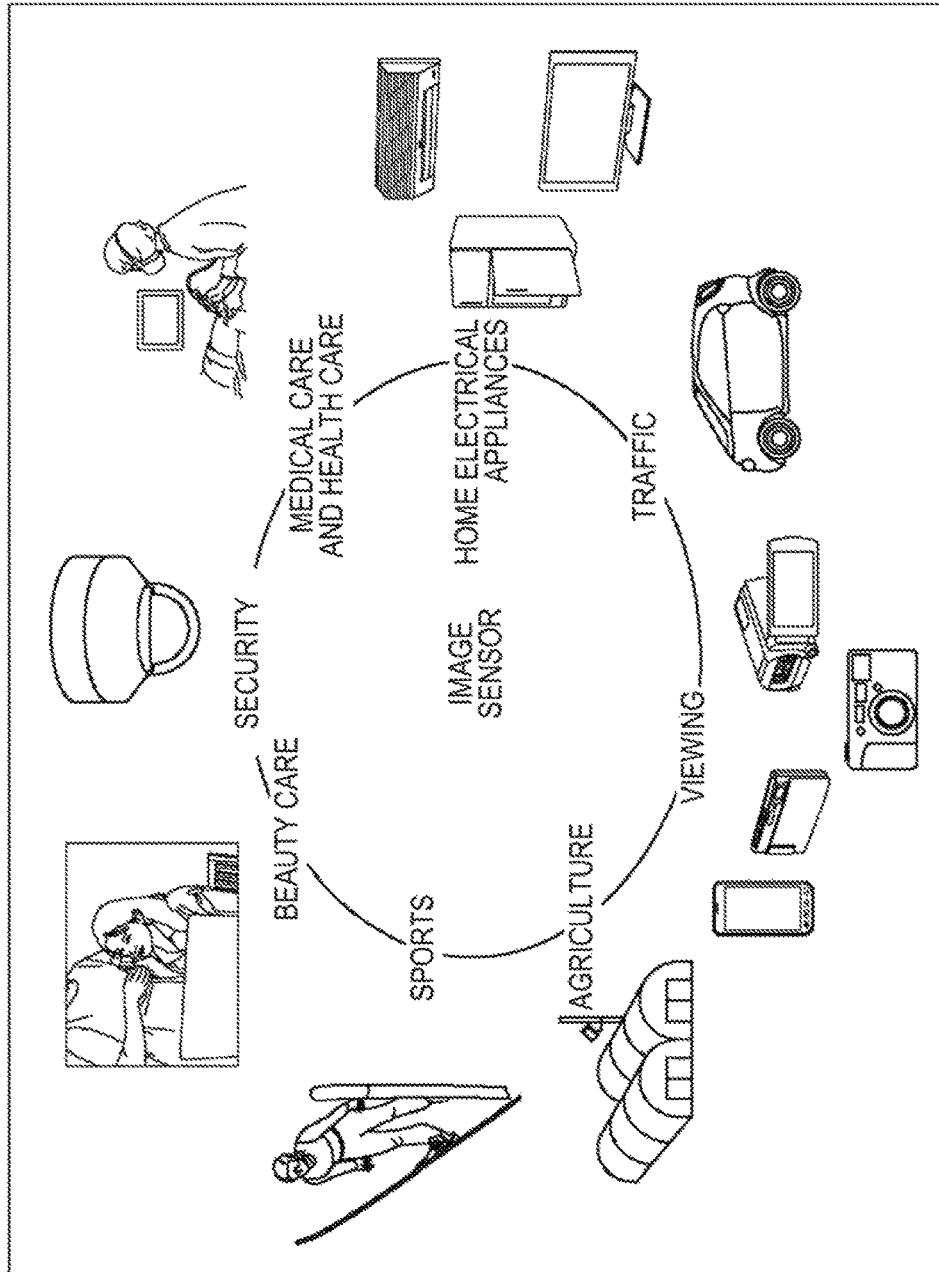 SECURITY
BEAUTY CARE
MEDICAL CARE
AND HEALTH CARE
SPORTS
IMAGE
SENSOR
HOME ELECTRICAL
APPLIANCES
AGRICULTURE
TRAFFIC
VIEWING